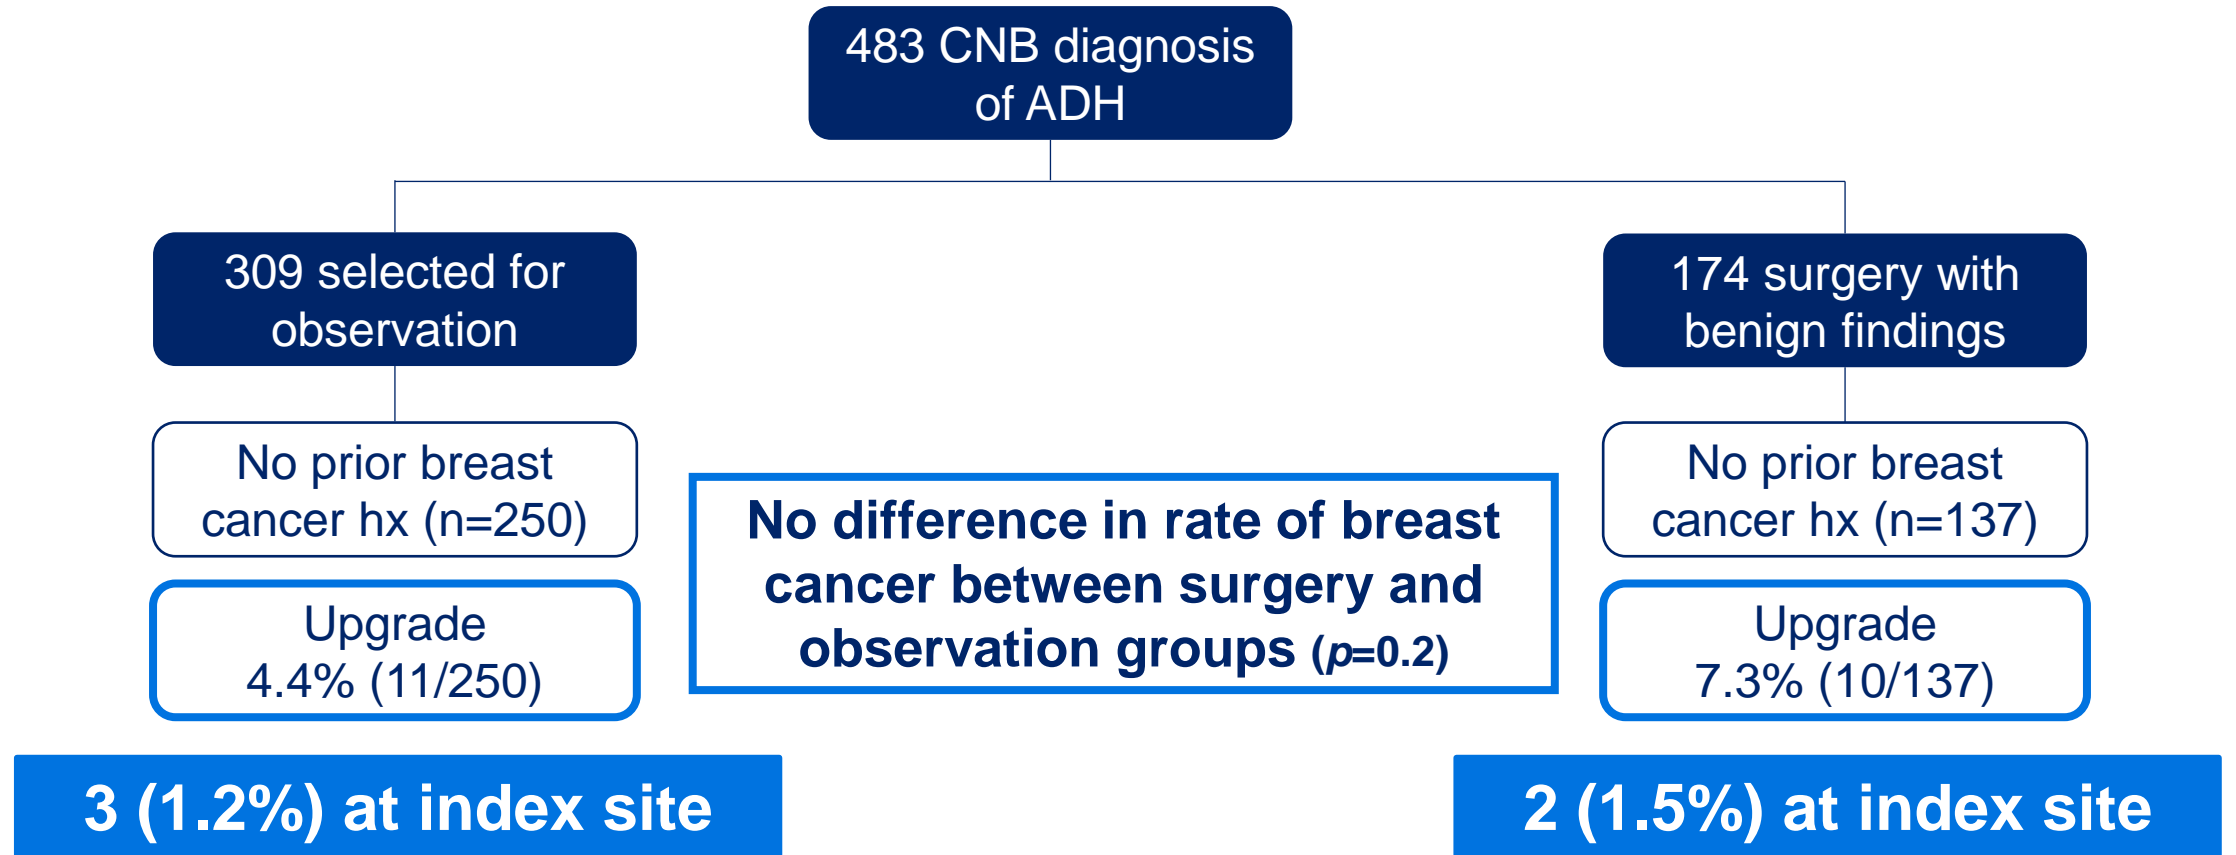 483 CNB diagnosis
of ADH
309 selected for
observation
174 surgery with
benign findings
No prior breast
cancer hx (n=250)
No prior breast
cancer hx (n=137)
No difference in rate of breast
cancer between surgery and
observation groups (p=0.2)
Upgrade
4.4% (11/250)
Upgrade
7.3% (10/137)
3 (1.2%) at index site
2 (1.5%) at index site